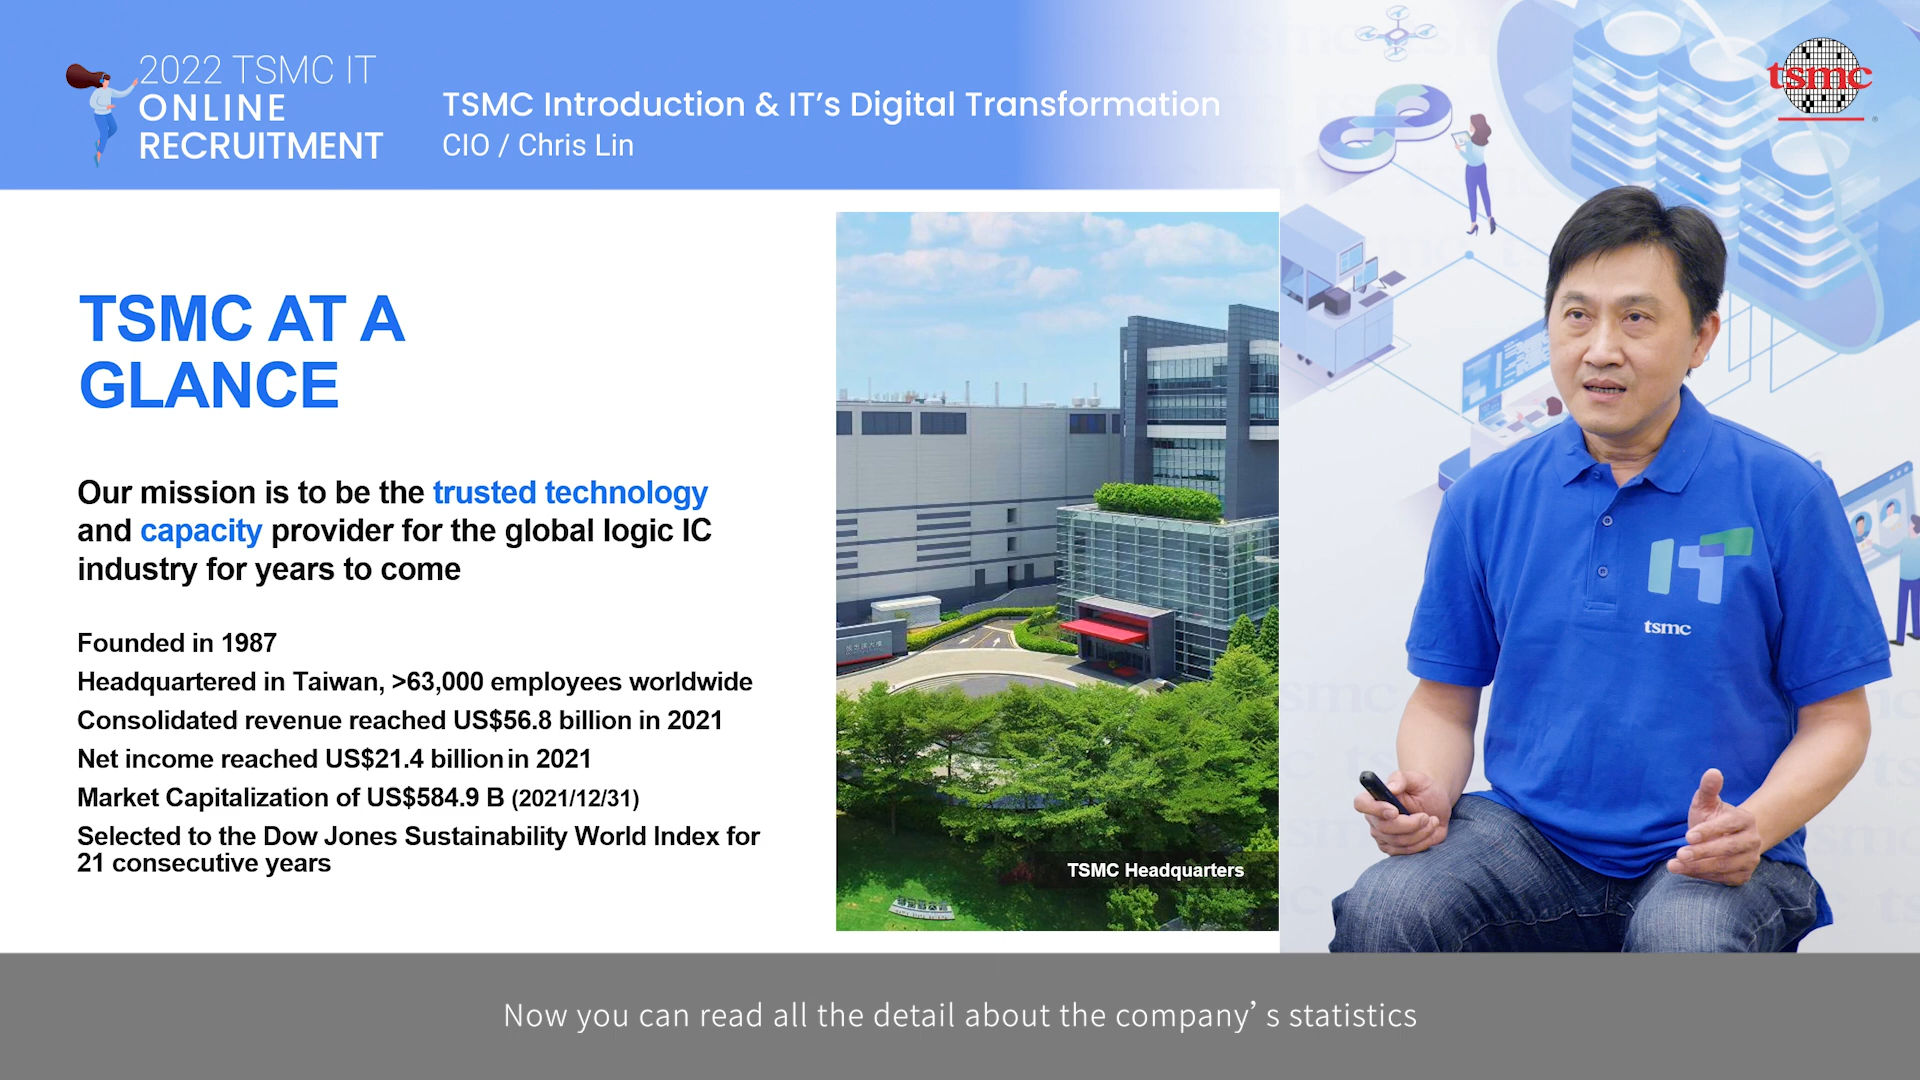 2022 TSMC IT
ONLINE
RECRUITMENT
TSMC Introduction & IT’s Digital Transformation
CIO / Chris Lin
tsmc
TSMC AT A
GLANCE
Our mission is to be the trusted technology
and capacity provider for the global logic IC
industry for years to come
Founded in 1987
Headquartered in Taiwan, >63,000 employees worldwide
Consolidated revenue reached US$56.8 billion in 2021
Net income reached US$21.4 billion in 2021
Market Capitalization of US$584.9 B (2021/12/31)
Selected to the Dow Jones Sustainability World Index for
21 consecutive years
TSMC Headquarters
IT
tsmc
Now you can read all the detail about the company’s statistics